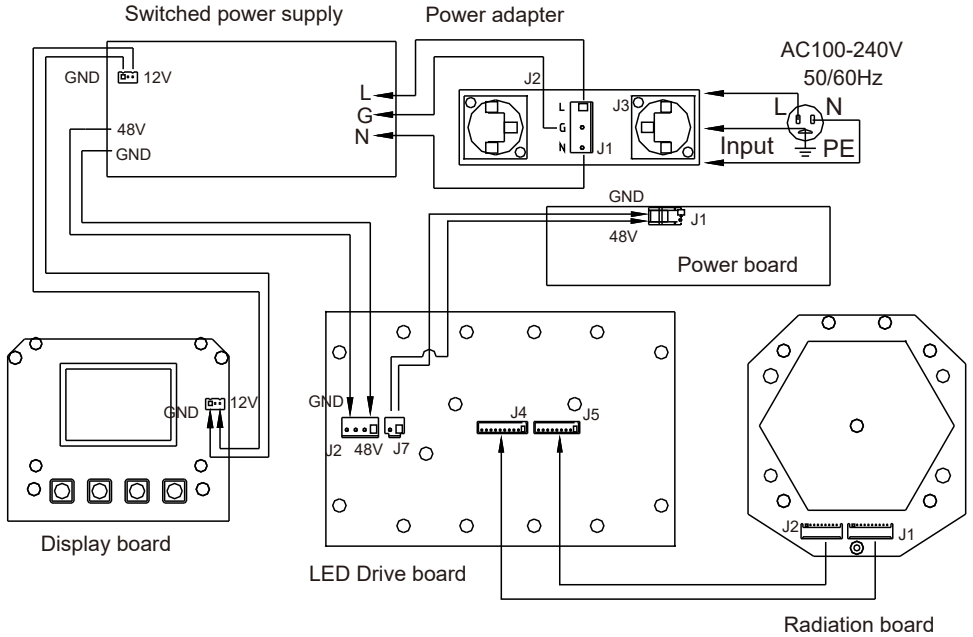 Switched power supply
Power adapter
AC100-240V
50/60Hz
GND
12V
J2
L
G
N
L
G
N
J3
J1
L
N
Input
PE
48V
GND
GND
J1
48V
Power board
GND
12V
GND
J2
48V
J7
J4
J5
J2
J1
Display board
LED Drive board
Radiation board